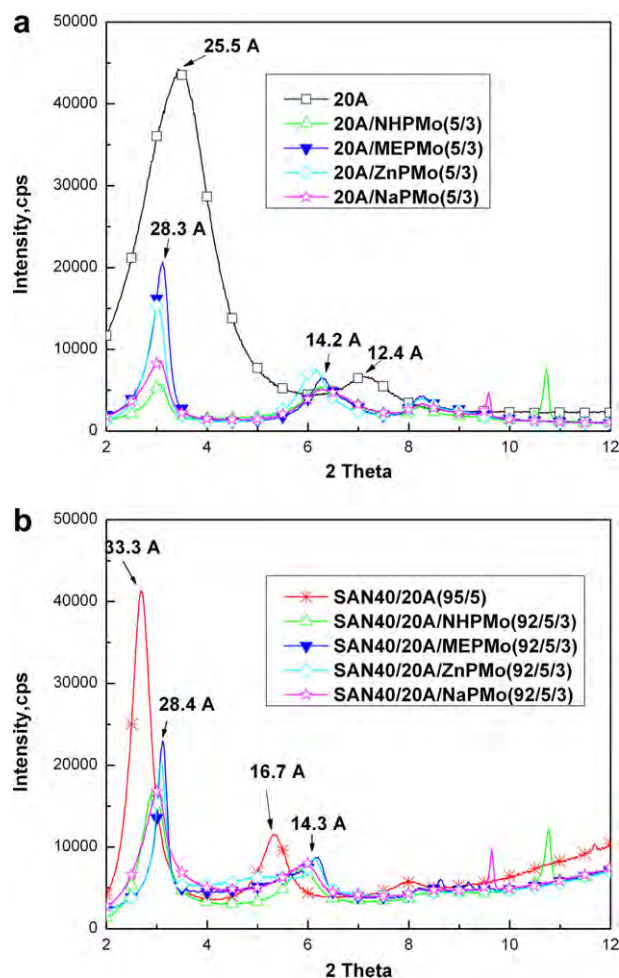 a
50000
40000
30000
20000
10000
0
Intensity,cps
25.5 A
28.3 A
14.2 A
12.4 A
20A
20A/NHPMo(5/3)
20A/MEPMo(5/3)
20A/ZnPMo(5/3)
20A/NaPMo(5/3)
2 4 6 8 10 12
2 Theta
b
50000
40000
30000
20000
10000
0
Intensity,cps
33.3 A
28.4 A
16.7 A
14.3 A
SAN40/20A(95/5)
SAN40/20A/NHPMo(92/5/3)
SAN40/20A/MEPMo(92/5/3)
SAN40/20A/ZnPMo(92/5/3)
SAN40/20A/NaPMo(92/5/3)
2 4 6 8 10 12
2 Theta